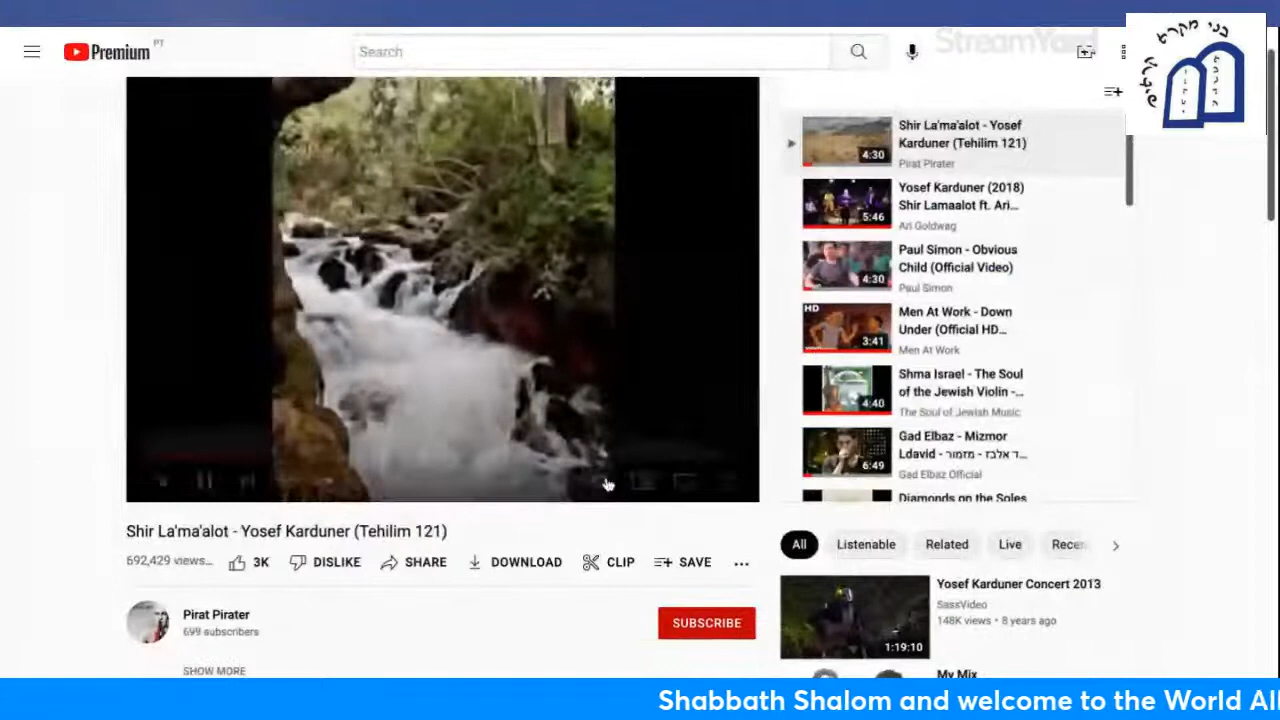 Premium PT
Search
StreamYard
בני מקרא
Shir La'ma'alot - Yosef
Karduner (Tehilim 121)
Pirat Pirater
4:30
Yosef Karduner (2018)
Shir Lamaalot ft. Ari...
Ari Goldwag
5:46
Paul Simon - Obvious
Child (Official Video)
Paul Simon
4:30
HD
Men At Work - Down
Under (Official HD...
Men At Work
3:41
Shma Israel - The Soul
of the Jewish Violin -...
The Soul of Jewish Music
4:40
Gad Elbaz - Mizmor
Ldavid - ד אלבז - מזמור...
Gad Elbaz Official
6:49
Diamonds on the Soles
Shir La'ma'alot - Yosef Karduner (Tehilim 121)
692,429 views...
3K
DISLIKE
SHARE
DOWNLOAD
CLIP
SAVE
Pirat Pirater
699 subscribers
SUBSCRIBE
SHOW MORE
All
Listenable
Related
Live
Recen
Yosef Karduner Concert 2013
SassVideo
148K views • 8 years ago
1:19:10
My Mix
Shabbath Shalom and welcome to the World All